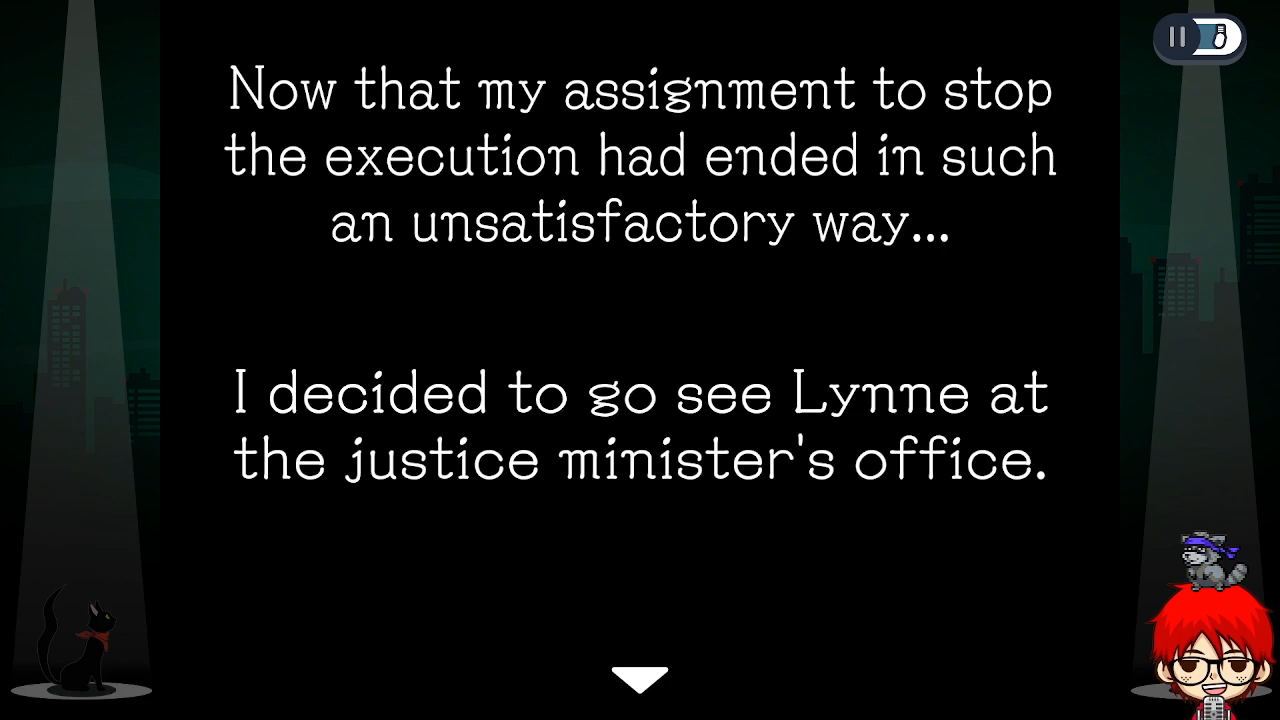 Now that my assignment to stop
the execution had ended in such
an unsatisfactory way...
I decided to go see Lynne at
the justice minister's office.